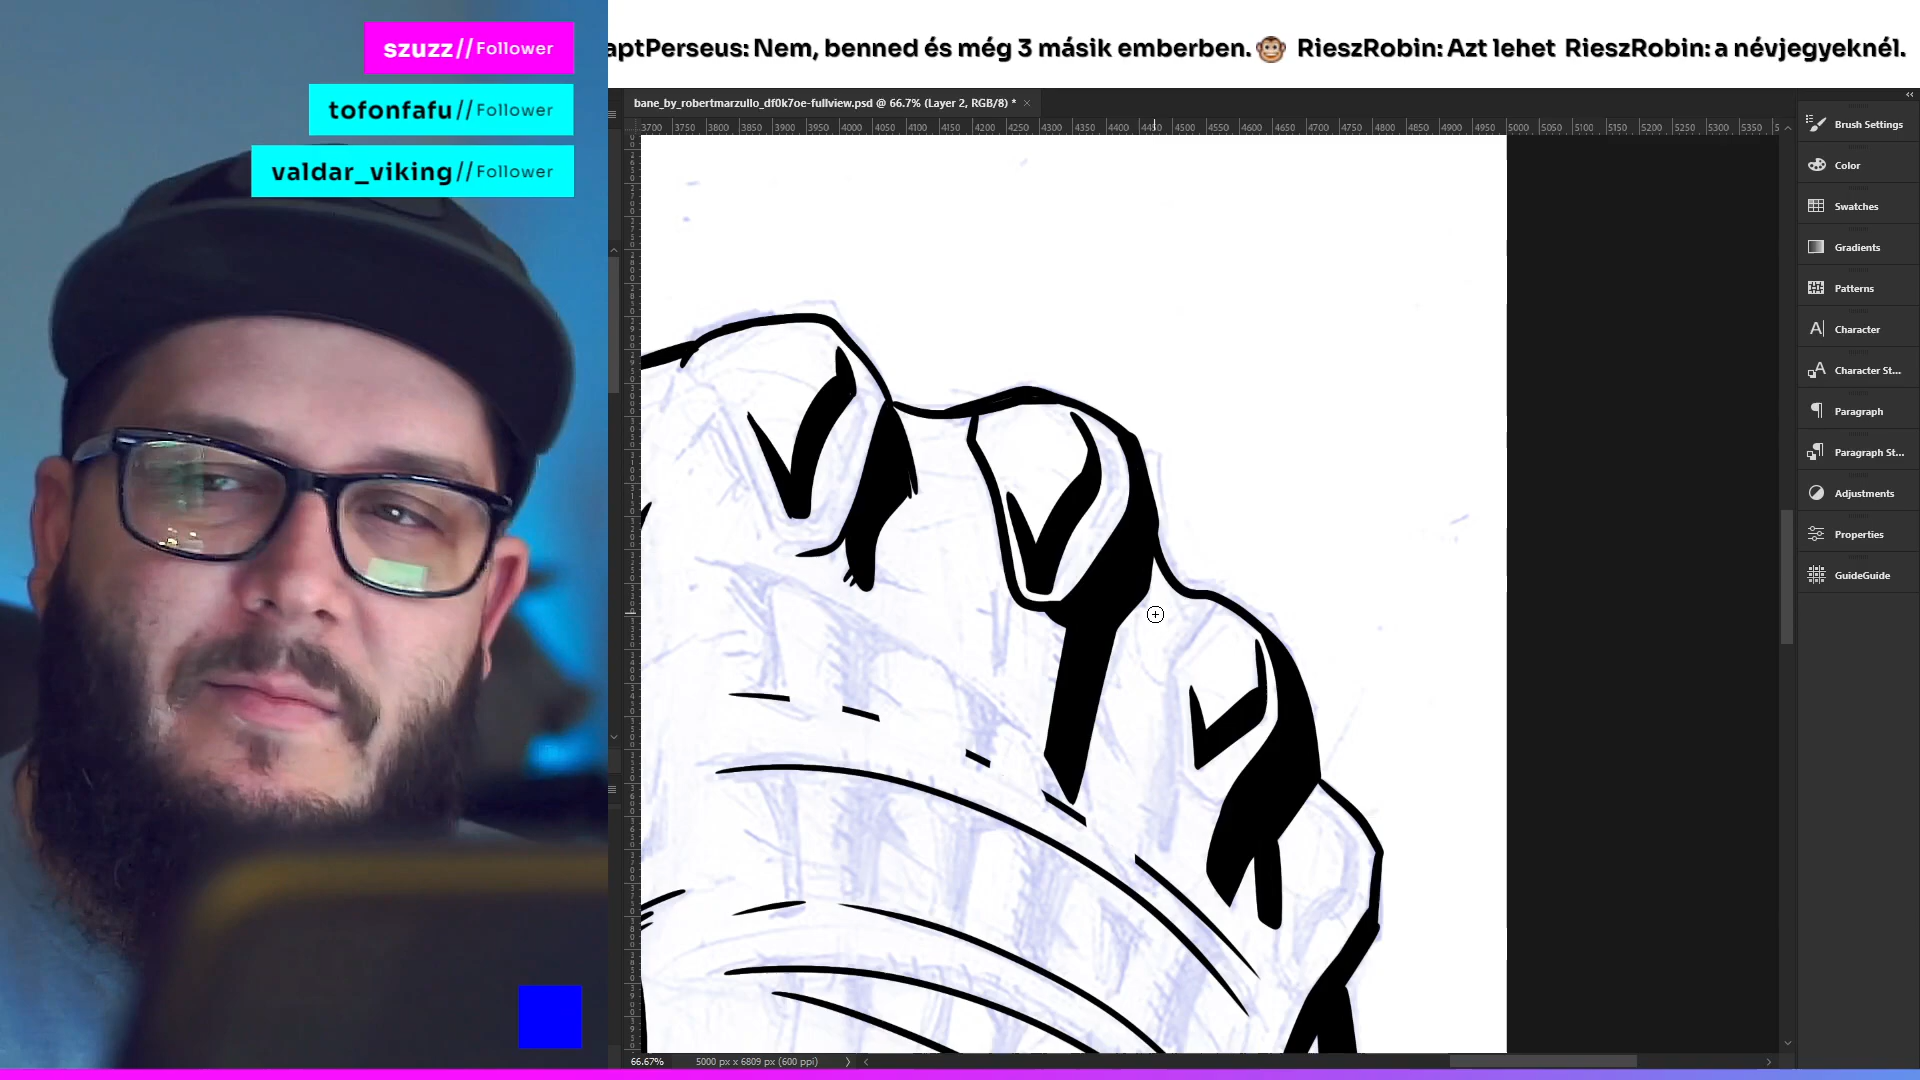 szuzz//Follower
tofonfafu//Follower
valdar_viking//Follower
aptPerseus: Nem, benned és még 3 másik emberben. RieszRobin: Azt lehet RieszRobin: a névjegyeknél.
bane_by_robertmarzullo_df0k7oe-fullview.psd @ 66.7% (Layer 2, RGB/8) *
3700 3750 3800 3850 3900 3950 4000 4050 4100 4150 4200 4250 4300 4350 4400 4450 4500 4550 4600 4650 4700 4750 4800 4850 4900 4950 5000 5050 5100 5150 5200 5250 5300 5350
Brush Settings
Color
Swatches
Gradients
Patterns
Character
Character St...
Paragraph
Paragraph St...
Adjustments
Properties
GuideGuide
66.67% 5000 px x 6809 px (600 ppi)